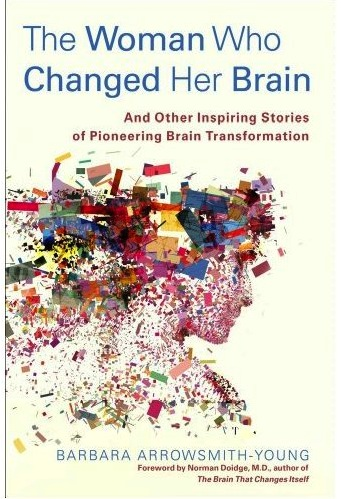 The Woman Who
Changed Her Brain
And Other Inspiring Stories
of Pioneering Brain Transformation
BARBARA ARROWSMITH-YOUNG
Foreword by Norman Doidge, M.D., author of
The Brain That Changes Itself